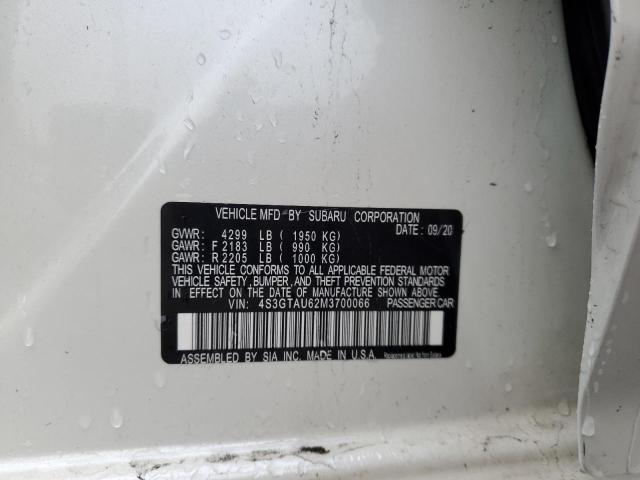 VEHICLE MFD BY SUBARU CORPORATION
GVWR: 4299 LB ( 1950 KG) DATE: 09/20
GAWR: F 2183 LB ( 990 KG)
GAWR: R 2205 LB ( 1000 KG)
THIS VEHICLE CONFORMS TO ALL APPLICABLE FEDERAL MOTOR
VEHICLE SAFETY, BUMPER, AND THEFT PREVENTION STANDARDS
IN EFFECT ON THE DATE OF MANUFACTURE SHOWN ABOVE
VIN: 4S3GTAU62M3700066 PASSENGER CAR
ASSEMBLED BY SIA INC. MADE IN U.S.A.